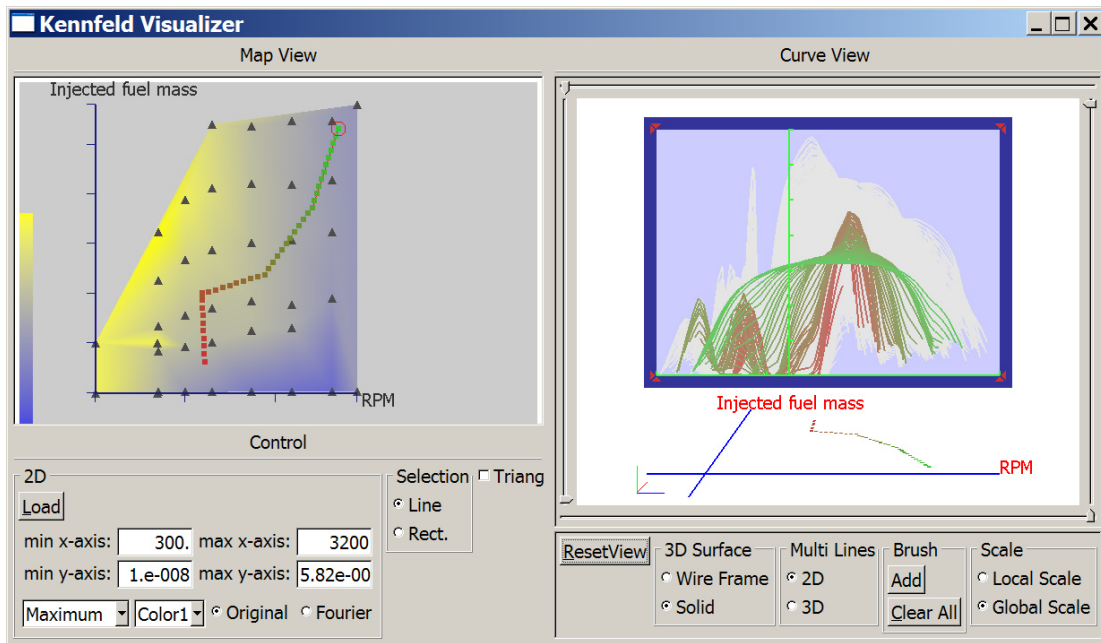 Kennfeld Visualizer
Map View
Curve View
Injected fuel mass
RPM
Injected fuel mass
RPM
Control
2D
Load
min x-axis: 300. max x-axis: 3200
min y-axis: 1.e-008 max y-axis: 5.82e-00
Maximum Color1 Original Fourier
Selection
Line
Rect.
Triang
ResetView
3D Surface
Wire Frame
Solid
Multi Lines
2D
3D
Brush
Add
Clear All
Scale
Local Scale
Global Scale